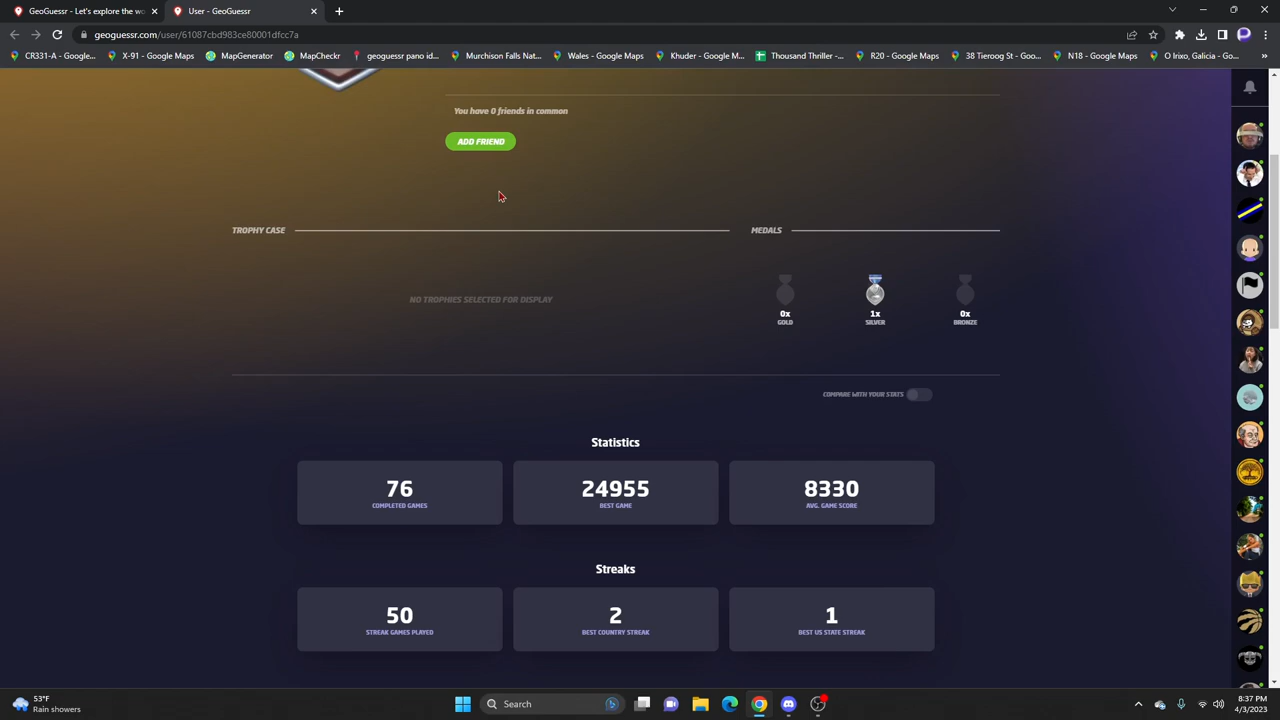 GeoGuessr - Let's explore the wo
User - GeoGuessr
geoguessr.com/user/61087cbd983ce80001dfcc7a
CR331-A - Google...
X-91 - Google Maps
MapGenerator
MapCheckr
geoguessr pano id...
Murchison Falls Nat...
Wales - Google Maps
Khuder - Google M...
Thousand Thriller -...
R20 - Google Maps
38 Tieroog St - Goo...
N18 - Google Maps
O Irixo, Galicia - Go...
You have 0 friends in common
ADD FRIEND
TROPHY CASE
MEDALS
NO TROPHIES SELECTED FOR DISPLAY
0x
GOLD
1x
SILVER
0x
BRONZE
COMPARE WITH YOUR STATS
Statistics
76
COMPLETED GAMES
24955
BEST GAME
8330
AVG. GAME SCORE
Streaks
50
STREAK GAMES PLAYED
2
BEST COUNTRY STREAK
1
BEST US STATE STREAK
53°F
Rain showers
Search
8:37 PM
4/3/2023